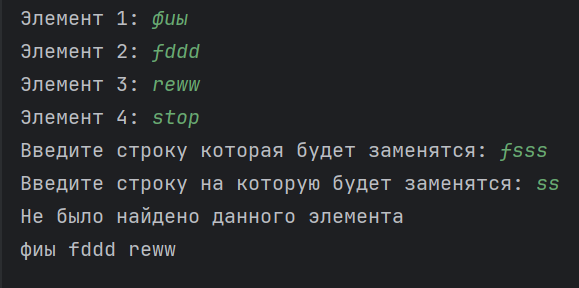 Элемент 1: фиы
Элемент 2: fddd
Элемент 3: reww
Элемент 4: stop
Введите строку которая будет заменятся: fsss
Введите строку на которую будет заменятся: ss
Не было найдено данного элемента
фиы fddd reww